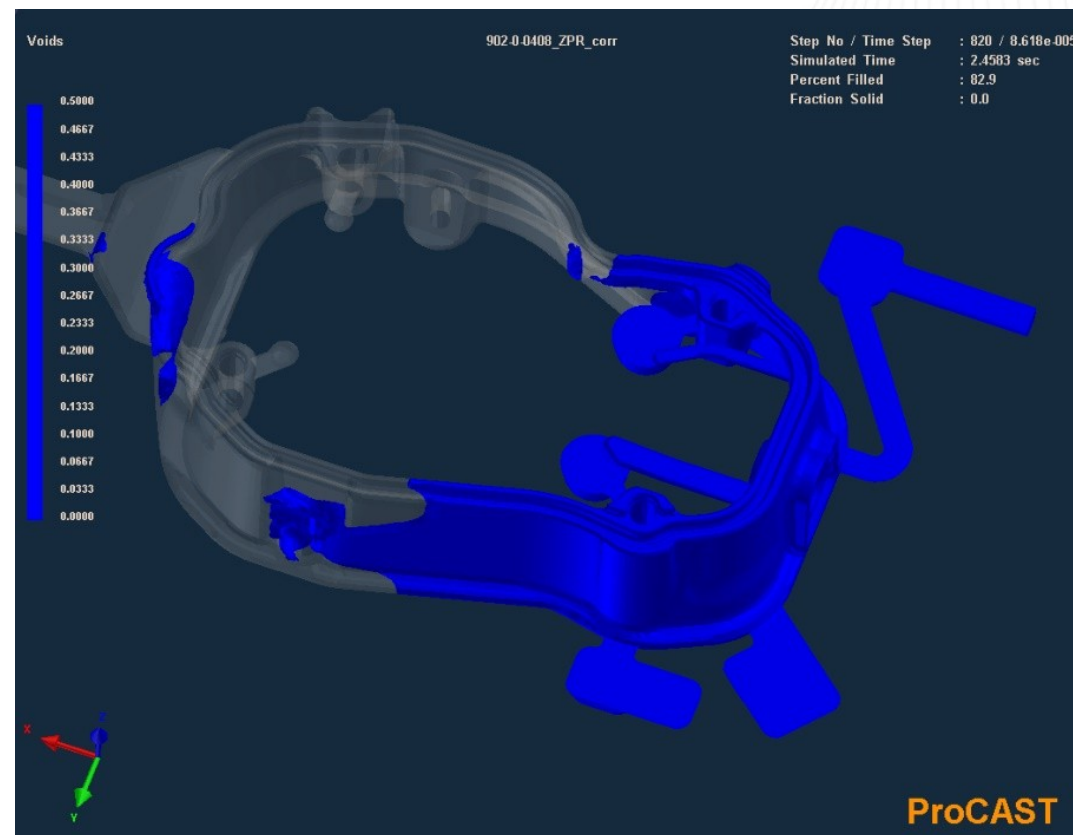 Voids
902-0-0408_ZPR_corr
Step No / Time Step : 820 / 8.618e-005
Simulated Time : 2.4583 sec
Percent Filled : 82.9
Fraction Solid : 0.0
0.5000
0.4667
0.4333
0.4000
0.3667
0.3333
0.3000
0.2667
0.2333
0.2000
0.1667
0.1333
0.1000
0.0667
0.0333
0.0000
X
Z
Y
ProCAST